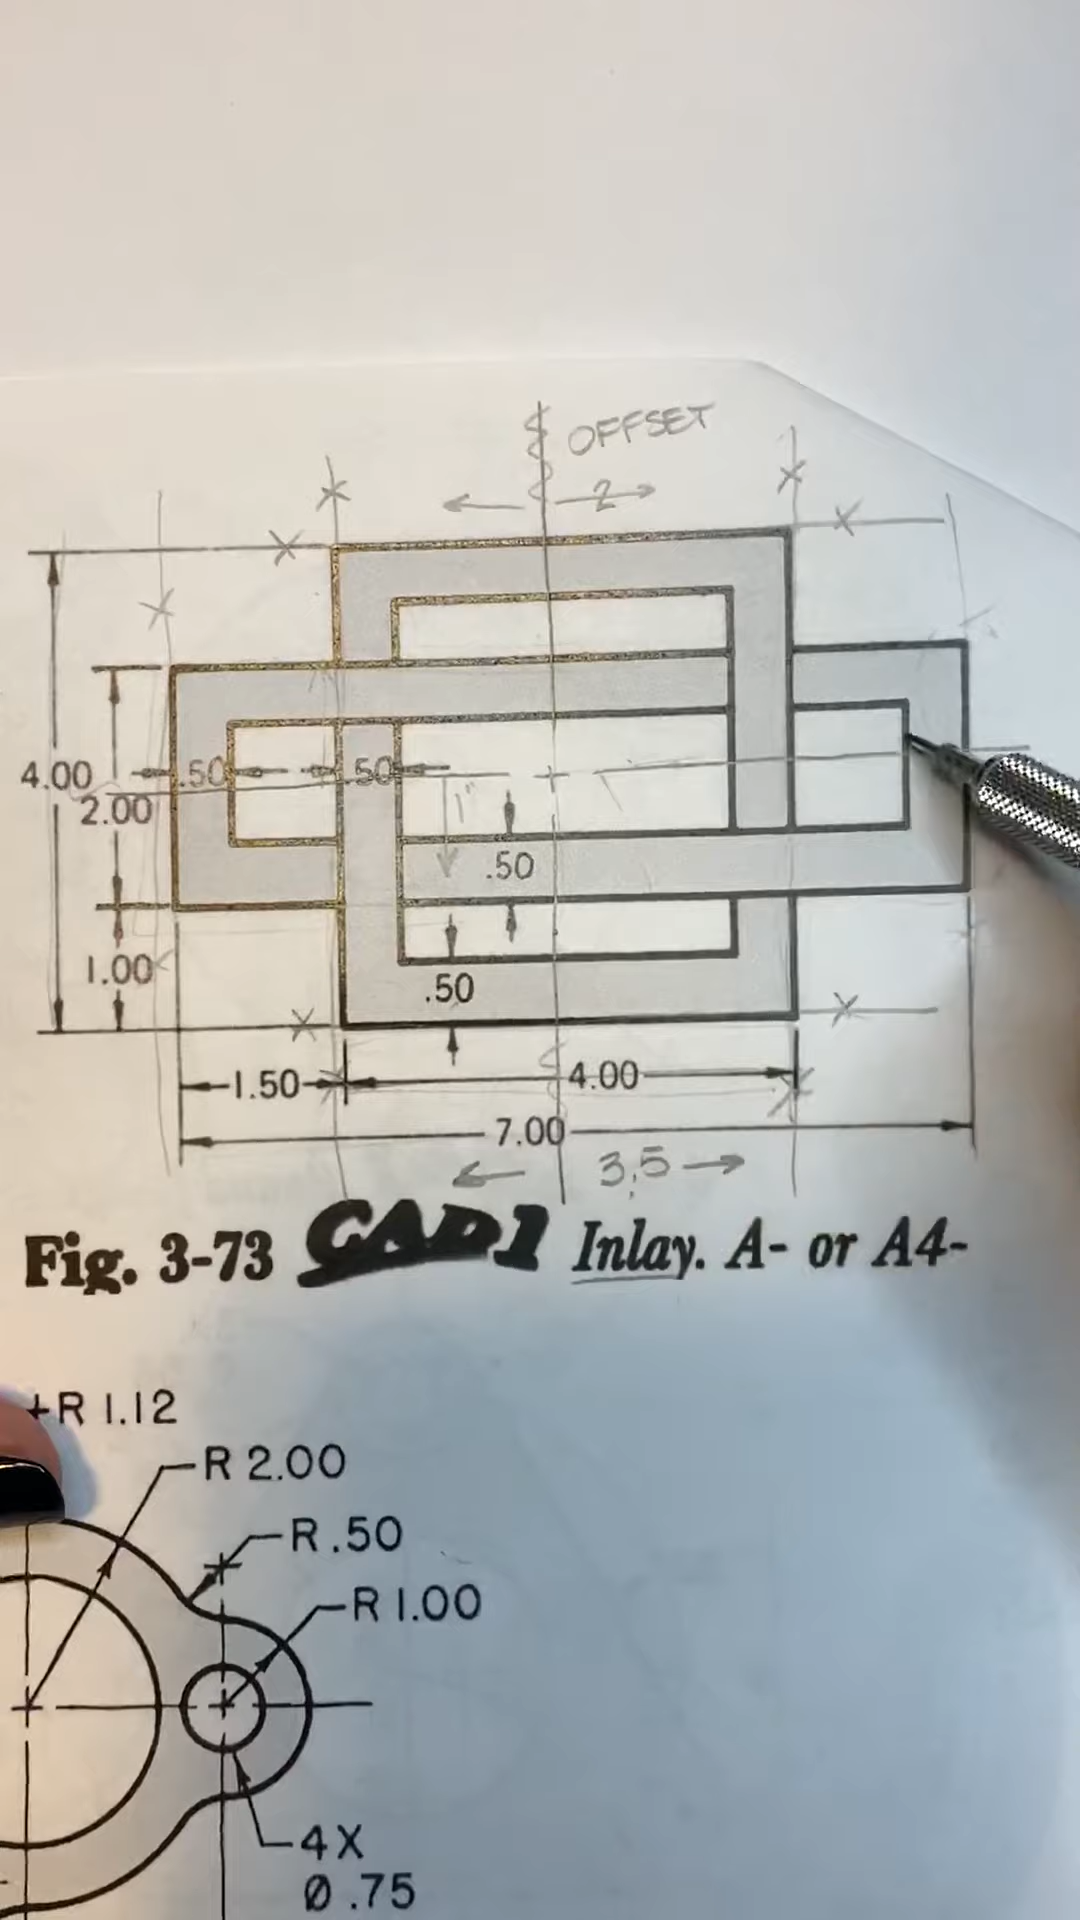 OFFSET
2
4.00
.50
.50
2.00
1"
.50
1.00
.50
1.50
4.00
7.00
3.5
Fig. 3-73 CAD1 Inlay. A- or A4-
R 1.12
R 2.00
R .50
R 1.00
4X
Ø .75